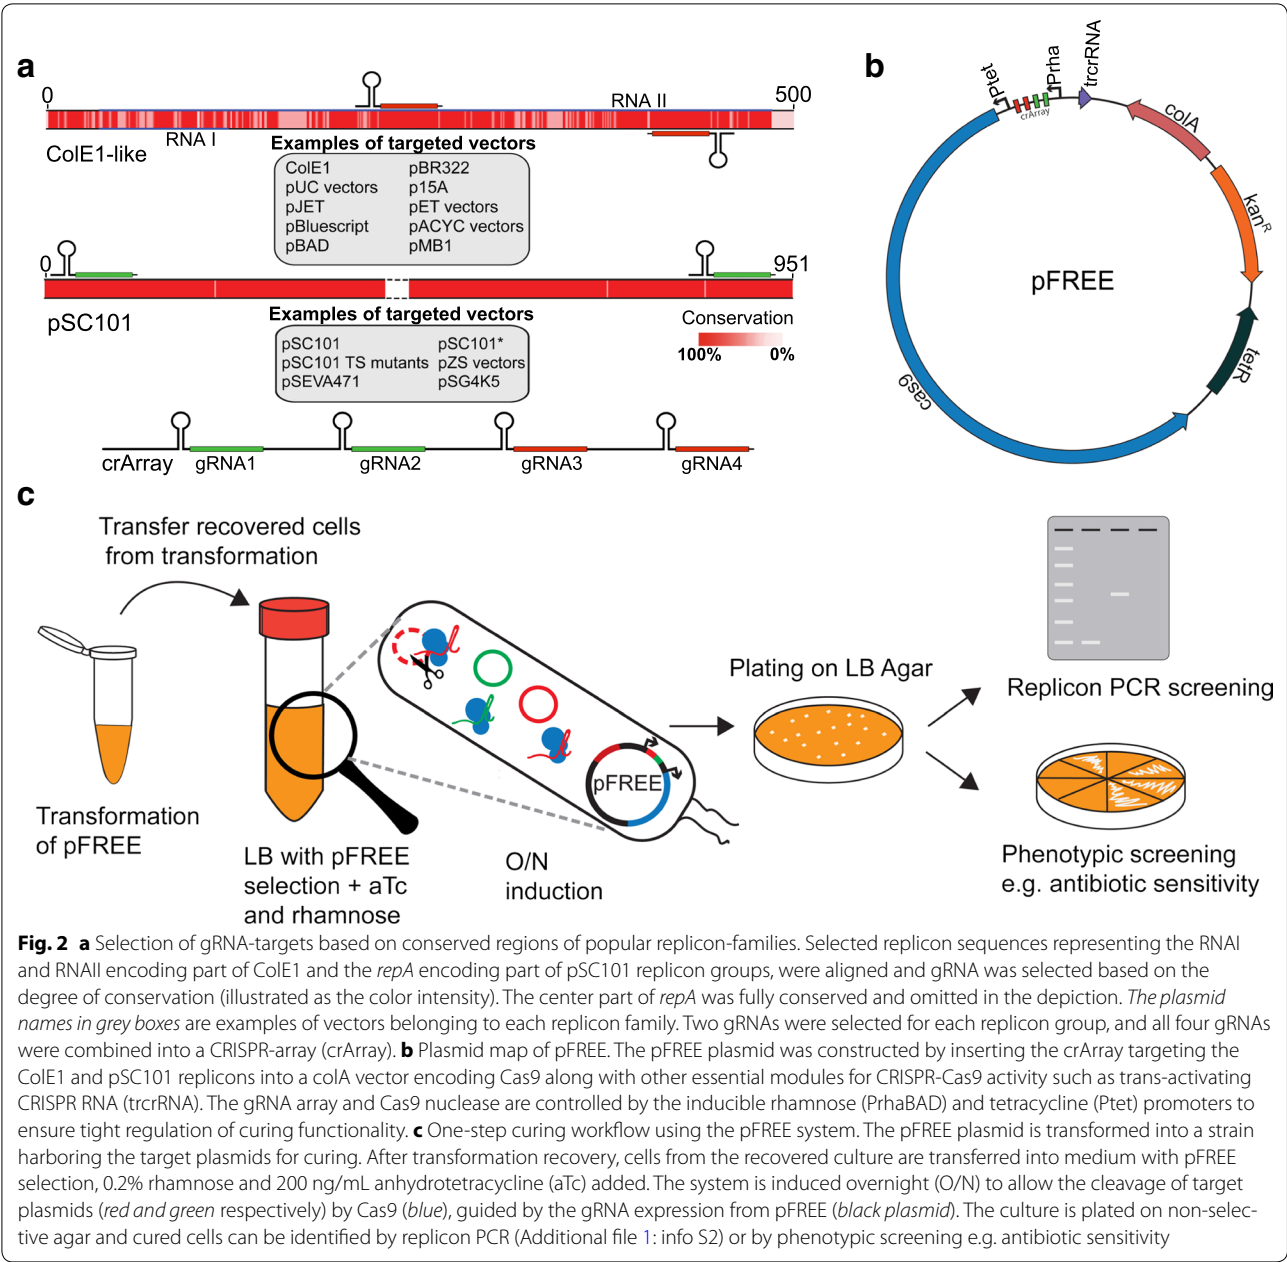 a
0
RNA II
500
RNA I
ColE1-like
Examples of targeted vectors
ColE1 pBR322
pUC vectors p15A
pJET pET vectors
pBluescript pACYC vectors
pBAD pMB1
0
951
pSC101
Examples of targeted vectors
pSC101 pSC101*
pSC101 TS mutants pZS vectors
pSEVA471 pSG4K5
Conservation
100% 0%
crArray gRNA1 gRNA2 gRNA3 gRNA4
b
Ptet
crArray
Prha
trcrRNA
colA
kanR
tetR
cas9
pFREE
c
Transfer recovered cells
from transformation
Transformation
of pFREE
LB with pFREE
selection + aTc
and rhamnose
pFREE
O/N
induction
Plating on LB Agar
Replicon PCR screening
Phenotypic screening
e.g. antibiotic sensitivity
Fig. 2 a Selection of gRNA-targets based on conserved regions of popular replicon-families. Selected replicon sequences representing the RNAI
and RNAII encoding part of ColE1 and the repA encoding part of pSC101 replicon groups, were aligned and gRNA was selected based on the
degree of conservation (illustrated as the color intensity). The center part of repA was fully conserved and omitted in the depiction. The plasmid
names in grey boxes are examples of vectors belonging to each replicon family. Two gRNAs were selected for each replicon group, and all four gRNAs
were combined into a CRISPR-array (crArray). b Plasmid map of pFREE. The pFREE plasmid was constructed by inserting the crArray targeting the
ColE1 and pSC101 replicons into a colA vector encoding Cas9 along with other essential modules for CRISPR-Cas9 activity such as trans-activating
CRISPR RNA (trcrRNA). The gRNA array and Cas9 nuclease are controlled by the inducible rhamnose (PrhaBAD) and tetracycline (Ptet) promoters to
ensure tight regulation of curing functionality. c One-step curing workflow using the pFREE system. The pFREE plasmid is transformed into a strain
harboring the target plasmids for curing. After transformation recovery, cells from the recovered culture are transferred into medium with pFREE
selection, 0.2% rhamnose and 200 ng/mL anhydrotetracycline (aTc) added. The system is induced overnight (O/N) to allow the cleavage of target
plasmids (red and green respectively) by Cas9 (blue), guided by the gRNA expression from pFREE (black plasmid). The culture is plated on non-selec-
tive agar and cured cells can be identified by replicon PCR (Additional file 1: info S2) or by phenotypic screening e.g. antibiotic sensitivity